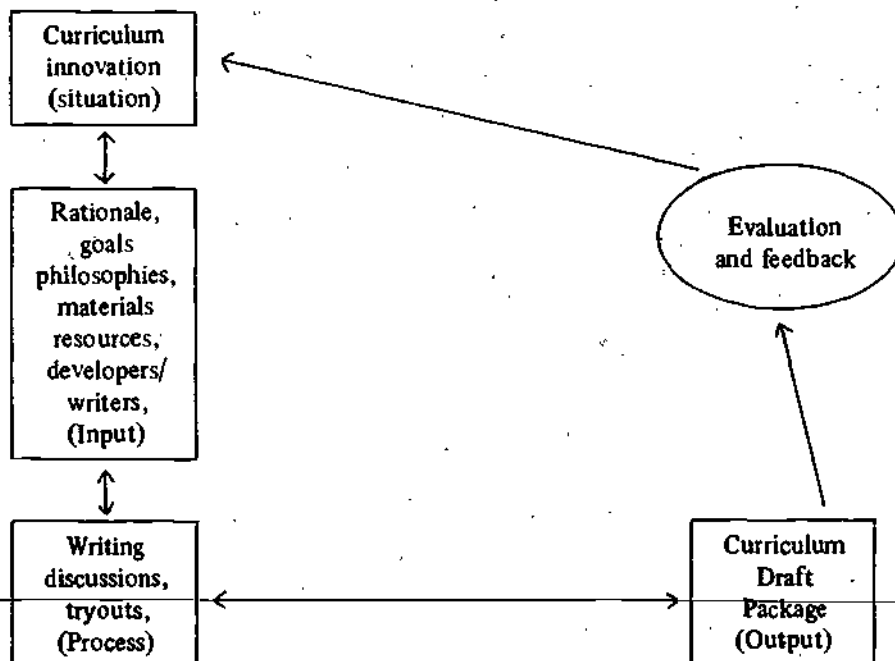 Curriculum
innovation
(situation)
Rationale,
goals
philosophies,
materials
resources,
developers/
writers,
(Input)
Writing
discussions,
tryouts,
(Process)
Curriculum
Draft
Package
(Output)
Evaluation
and feedback